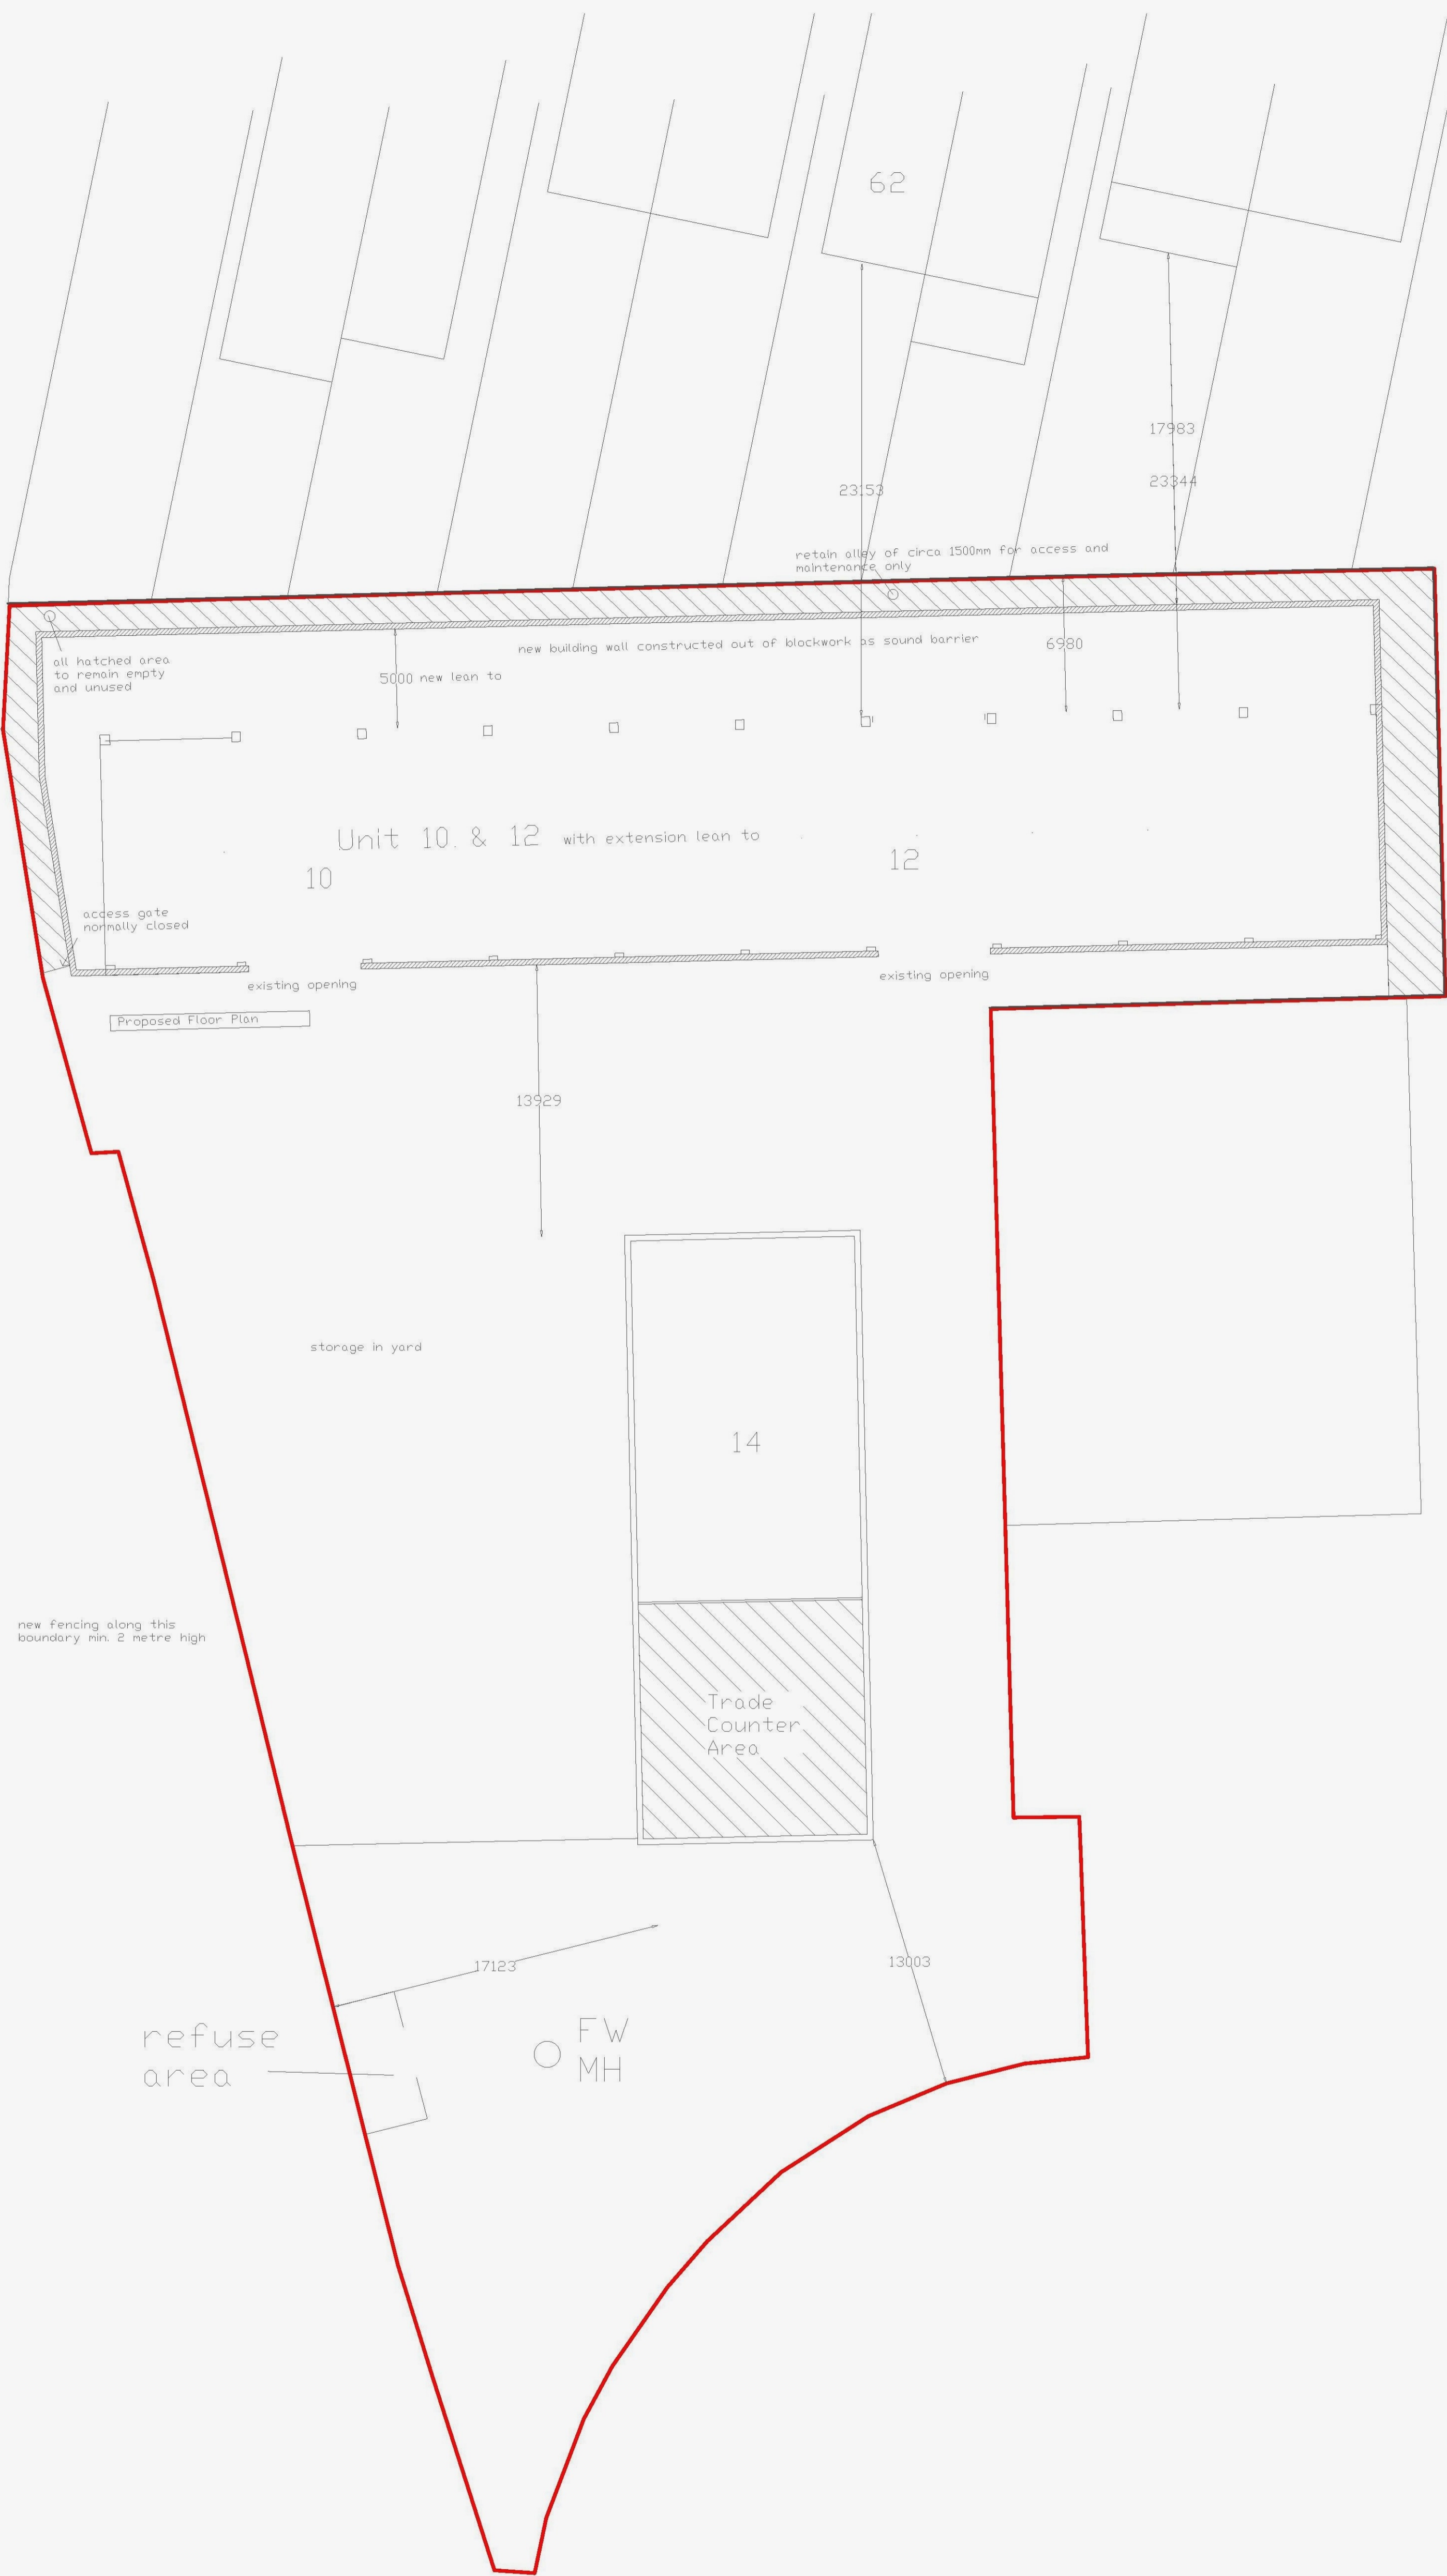 62
17983
23344
23153
retain alley of circa 1500mm for access and
maintenance only
all hatched area
to remain empty
and unused
new building wall constructed out of blockwork as sound barrier
6980
5000 new lean to
Unit 10. & 12 with extension lean to
10
12
access gate
normally closed
existing opening
existing opening
Proposed Floor Plan
13929
storage in yard
14
new fencing along this
boundary min. 2 metre high
Trade
Counter
Area
17123
13003
refuse
area
FW
MH